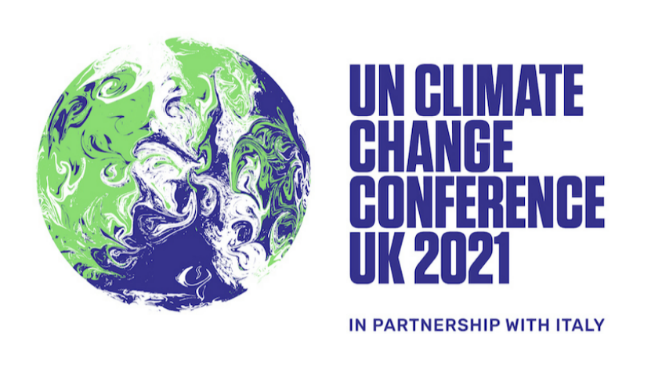 UN CLIMATE
CHANGE
CONFERENCE
UK 2021
IN PARTNERSHIP WITH ITALY